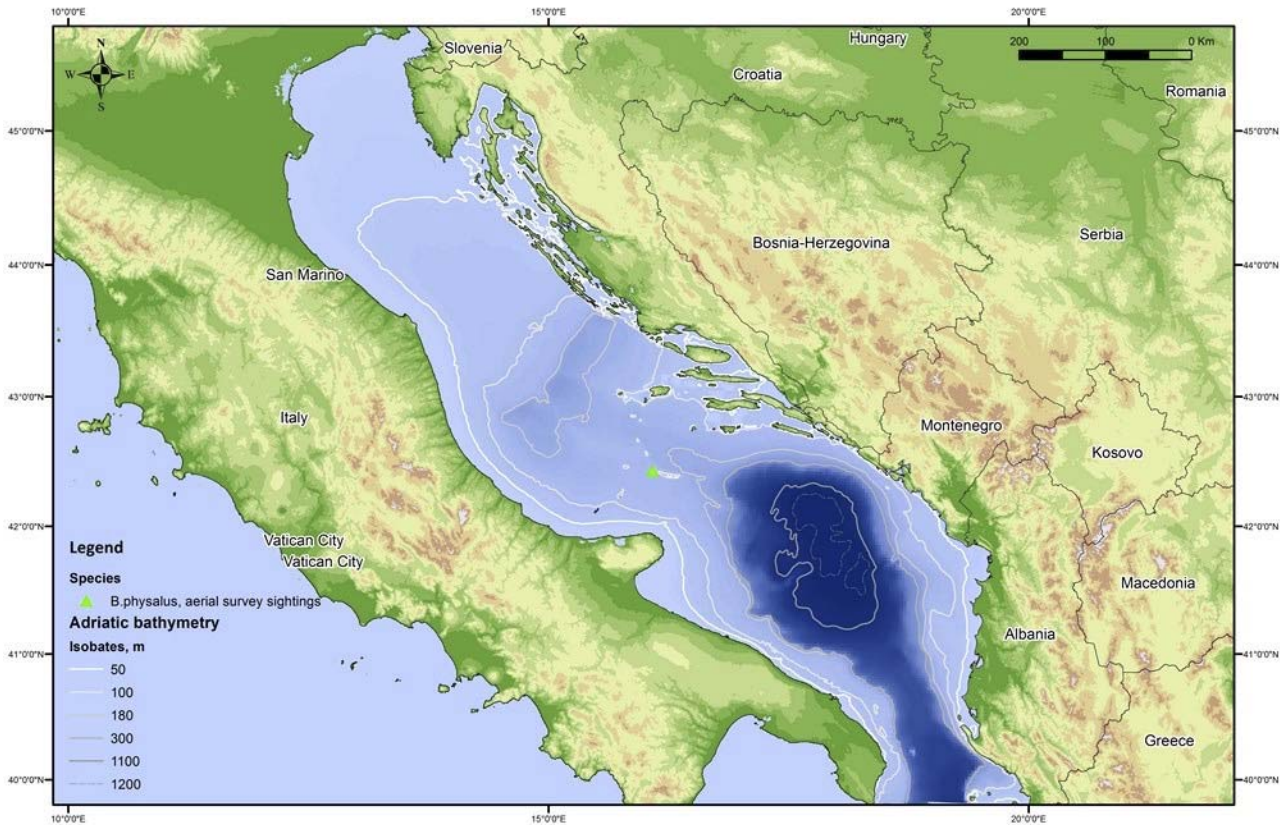 10°0'0"E 15°0'0"E 20°0'0"E
Slovenia
Hungary
200 100 0 Km
N
W E
S
Croatia
Romania
45°0'0"N 45°0'0"N
Serbia
Bosnia-Herzegovina
44°0'0"N San Marino 44°0'0"N
43°0'0"N Italy Montenegro 43°0'0"N
Kosovo
42°0'0"N 42°0'0"N
Vatican City
Vatican City
Macedonia
Albania
41°0'0"N 41°0'0"N
Greece
40°0'0"N 40°0'0"N
Legend
Species
B.physalus, aerial survey sightings
Adriatic bathymetry
Isobates, m
50
100
180
300
1100
1200
10°0'0"E 15°0'0"E 20°0'0"E